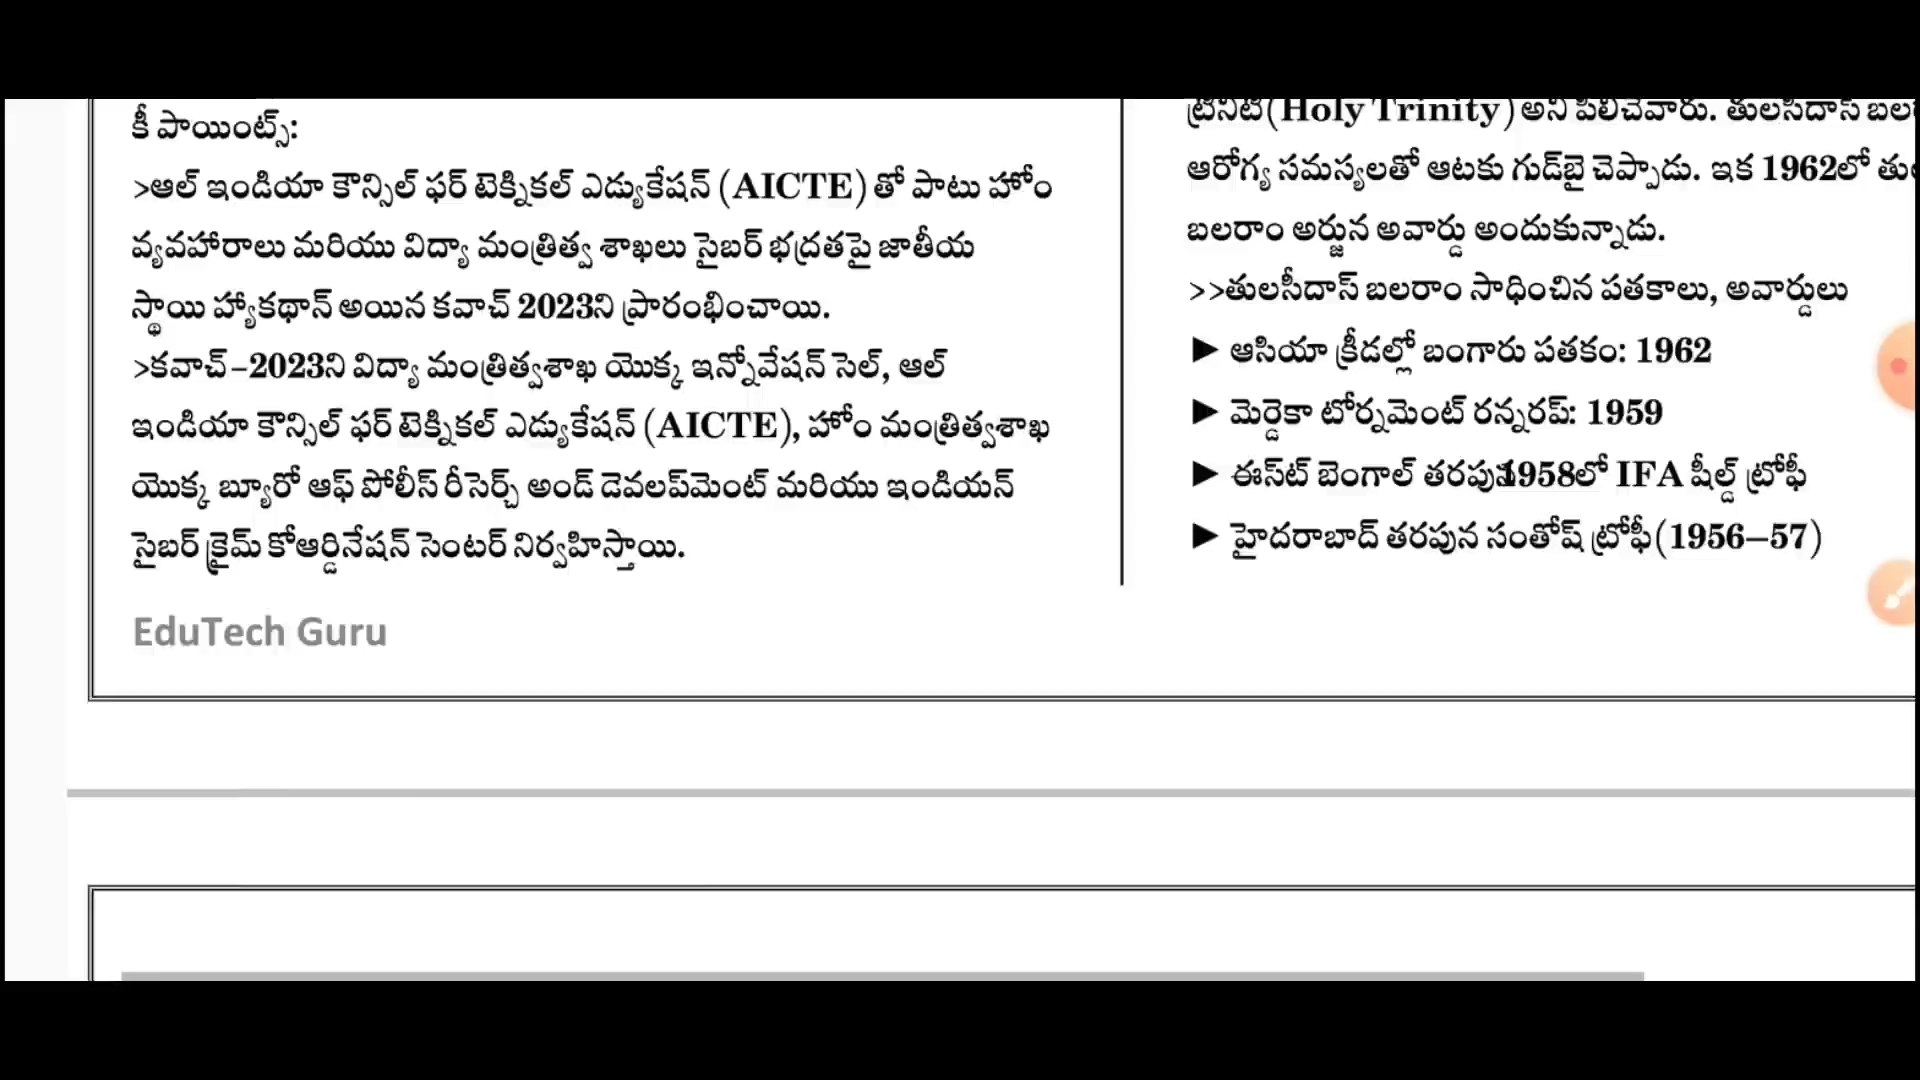 కీ పాయింట్స్:
>ఆల్ ఇండియా కౌన్సిల్ ఫర్ టెక్నికల్ ఎడ్యుకేషన్ (AICTE) తో పాటు హోం
వ్యవహారాలు మరియు విద్యా మంత్రిత్వ శాఖలు సైబర్ భద్రతపై జాతీయ
స్థాయి హ్యాకథాన్ అయిన కవాచ్ 2023ని ప్రారంభించాయి.
>కవాచ్-2023ని విద్యా మంత్రిత్వశాఖ యొక్క ఇన్నోవేషన్ సెల్, ఆల్
ఇండియా కౌన్సిల్ ఫర్ టెక్నికల్ ఎడ్యుకేషన్ (AICTE), హోం మంత్రిత్వశాఖ
యొక్క బ్యూరో ఆఫ్ పోలీస్ రీసెర్చ్ అండ్ డెవలప్‌మెంట్ మరియు ఇండియన్
సైబర్ క్రైమ్ కోఆర్డినేషన్ సెంటర్ నిర్వహిస్తాయి.
EduTech Guru
ట్రినిటి(Holy Trinity) అని పిలిచేవారు. తులసీదాస్
ఆరోగ్య సమస్యలతో ఆటకు గుడ్‌బై చెప్పాడు. ఇక 1962లో
బలరాం అర్జున అవార్డు అందుకున్నాడు.
>>తులసీదాస్ బలరాం సాధించిన పతకాలు, అవార్డులు
► ఆసియా క్రీడల్లో బంగారు పతకం: 1962
► మెర్డెకా టోర్నమెంట్ రన్నరప్: 1959
► ఈస్ట్ బెంగాల్ తరపున 1958లో IFA షీల్డ్ ట్రోఫీ
► హైదరాబాద్ తరపున సంతోష్ ట్రోఫీ(1956–57)